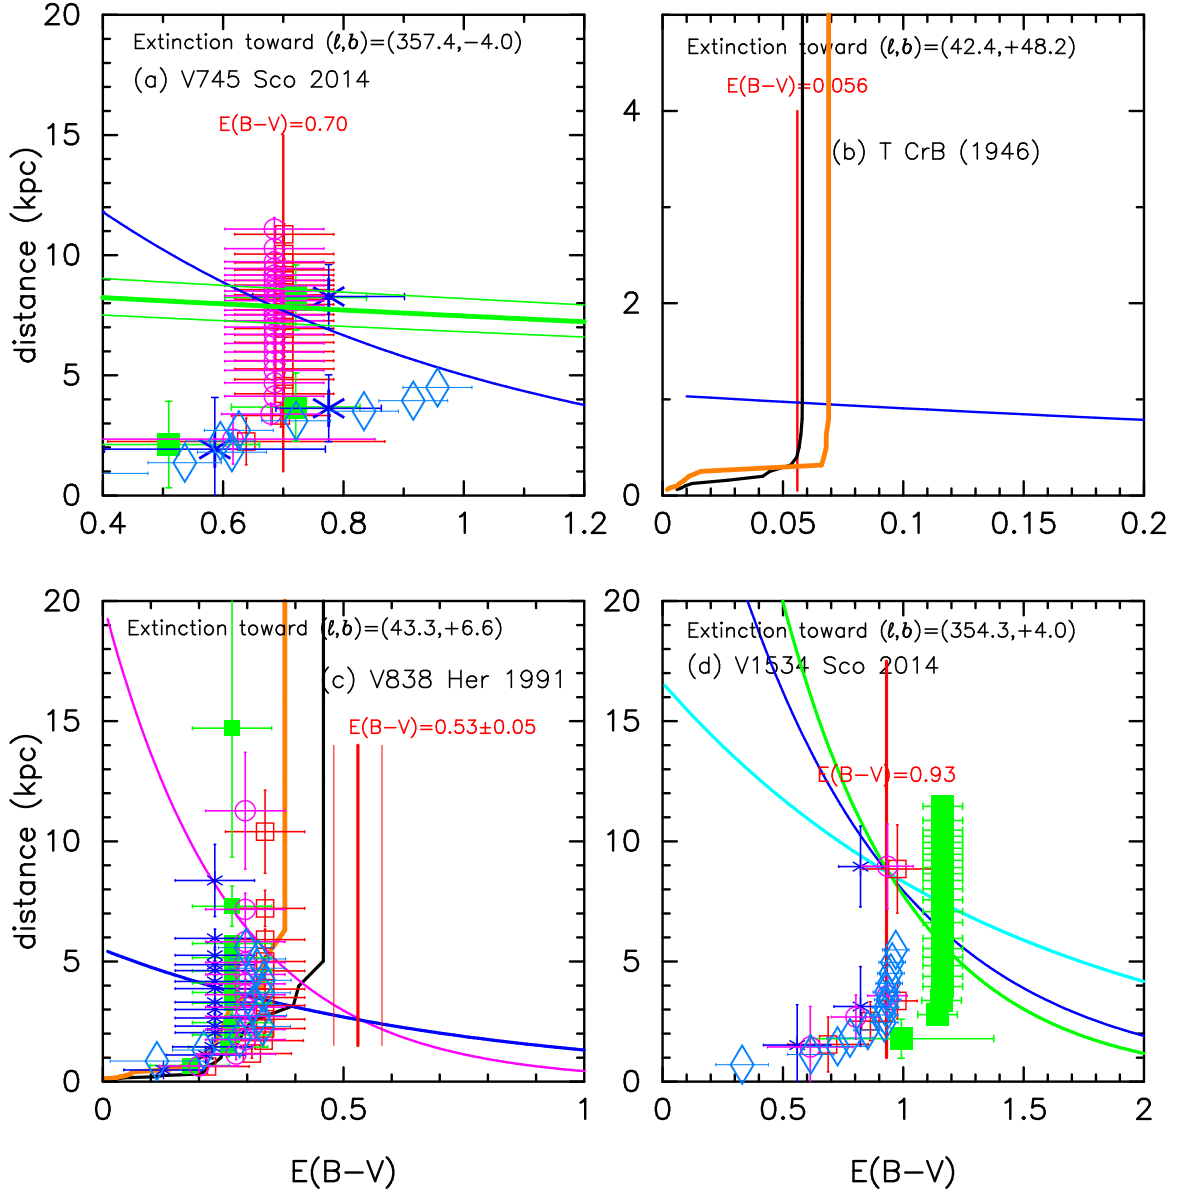 Extinction toward (ℓ,b)=(357.4,−4.0)
(a) V745 Sco 2014
E(B−V)=0.70
distance (kpc)
20
15
10
5
0
0.4 0.6 0.8 1 1.2
Extinction toward (ℓ,b)=(42.4,+48.2)
E(B−V)=0.056
(b) T CrB (1946)
4
2
0
0 0.05 0.1 0.15 0.2
Extinction toward (ℓ,b)=(43.3,+6.6)
(c) V838 Her 1991
E(B−V)=0.53±0.05
distance (kpc)
20
15
10
5
0
0 0.5 1
E(B−V)
Extinction toward (ℓ,b)=(354.3,+4.0)
(d) V1534 Sco 2014
E(B−V)=0.93
20
15
10
5
0
0 0.5 1 1.5 2
E(B−V)